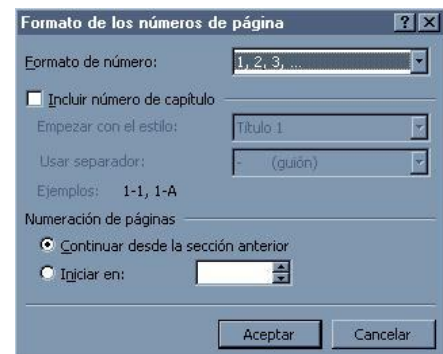 Formato de los números de página
Formato de número: 1, 2, 3, ...
Incluir número de capítulo
Empezar con el estilo: Título 1
Usar separador: - (guión)
Ejemplos: 1-1, 1-A
Numeración de páginas
Continuar desde la sección anterior
Iniciar en:
Aceptar Cancelar